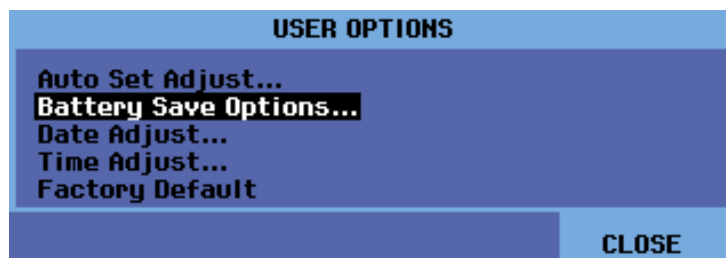 USER OPTIONS
Auto Set Adjust...
Battery Save Options...
Date Adjust...
Time Adjust...
Factory Default
CLOSE